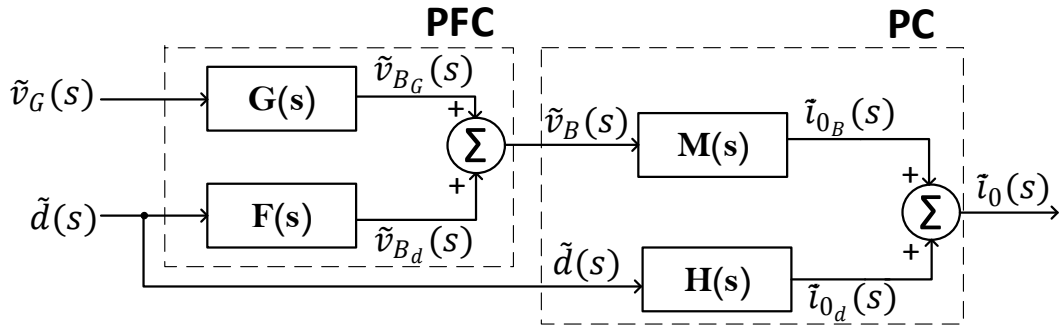 PFC
PC
ṽ_G(s)
G(s)
ṽ_{B_G}(s)
+
Σ
+
ṽ_B(s)
M(s)
ĩ_{0_B}(s)
+
Σ
+
ĩ_0(s)
d̃(s)
F(s)
ṽ_{B_d}(s)
d̃(s)
H(s)
ĩ_{0_d}(s)